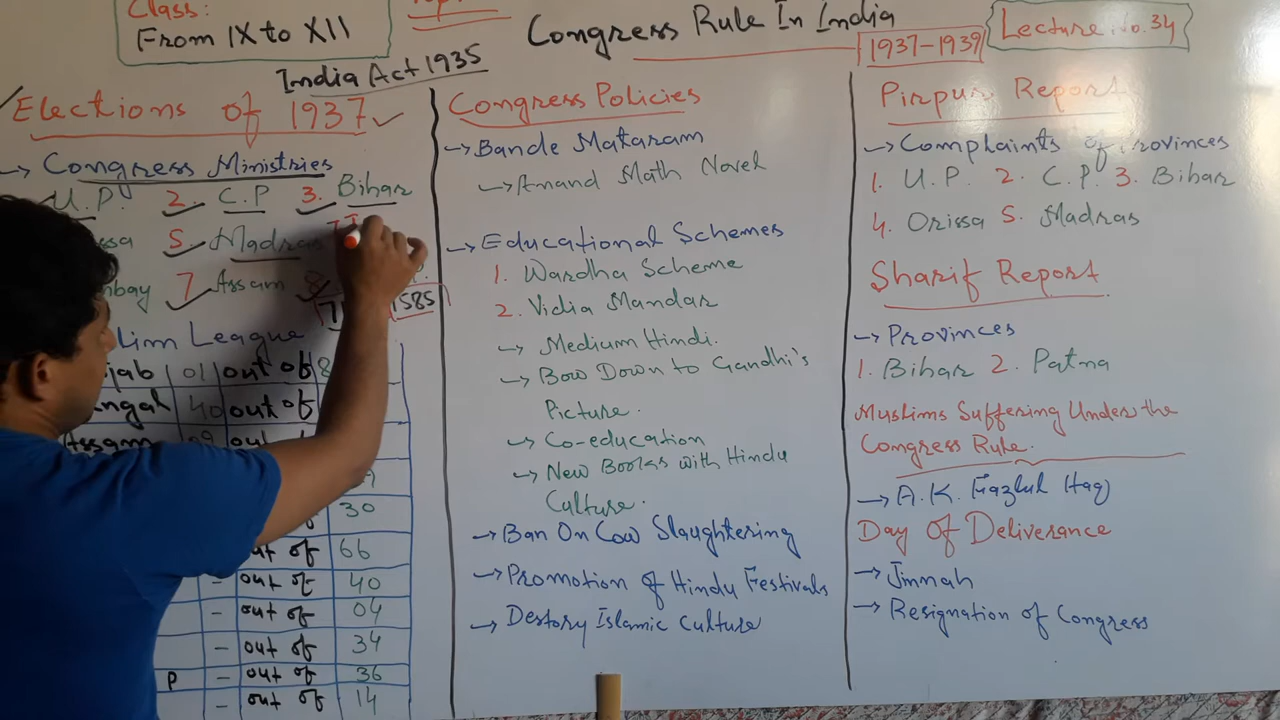 Class:
From IX to XII
Congress Rule In India
1937-1939
Lecture No. 34
India Act 1935
Elections of 1937
→ Congress Ministries
U.P. 2. C.P 3. Bihar
5. Madras
7 Assam 8
1585
League
01 out of 8
40 out of
Assam 09 out
30
out of 66
- out of 40
- out of 04
- out of 34
P - out of 36
- out of 14
Congress Policies
→ Bande Mataram
→ Anand Math Novel
→ Educational Schemes
1. Wardha Scheme
2. Vidia Mandar
→ Medium Hindi.
→ Bow Down to Gandhi's
Picture.
→ Co-education
→ New Books with Hindu
Culture.
→ Ban On Cow Slaughtering
→ Promotion of Hindu Festivals
→ Destory Islamic Culture
Pirpur Report
→ Complaints of Provinces
1. U.P. 2. C.P 3. Bihar
4. Orissa 5. Madras
Sharif Report
→ Provinces
1. Bihar 2. Patna
Muslims Suffering Under the
Congress Rule.
→ A.K. Fazlul Haq
Day Of Deliverance
→ Jinnah
→ Resignation of Congress